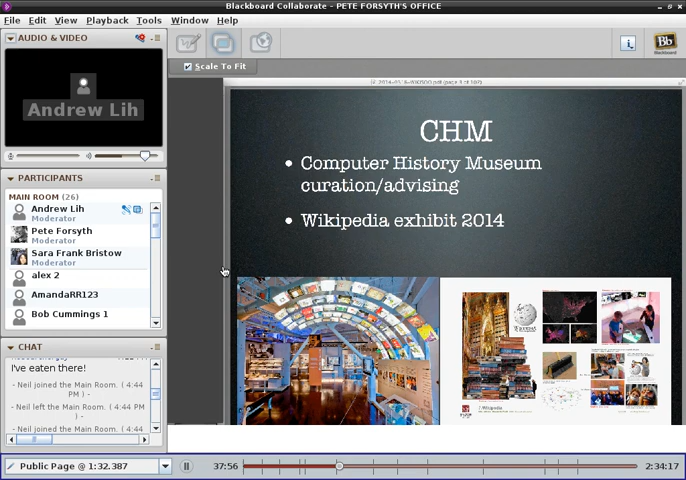 Blackboard Collaborate - PETE FORSYTH'S OFFICE
File Edit View Playback Tools Window Help
AUDIO & VIDEO
Andrew Lih
Scale To Fit
i
Bb
PARTICIPANTS
MAIN ROOM (26)
Andrew Lih
Moderator
Pete Forsyth
Moderator
Sara Frank Bristow
Moderator
alex 2
AmandaRR123
Bob Cummings 1
CHAT
I've eaten there!
- Neil joined the Main Room. ( 4:44
PM ) -
- Neil left the Main Room. ( 4:44 PM
) -
- Neil joined the Main Room. ( 4:44
CHM
• Computer History Museum
curation/advising
• Wikipedia exhibit 2014
Public Page @ 1:32.387
37:56
2:34:17